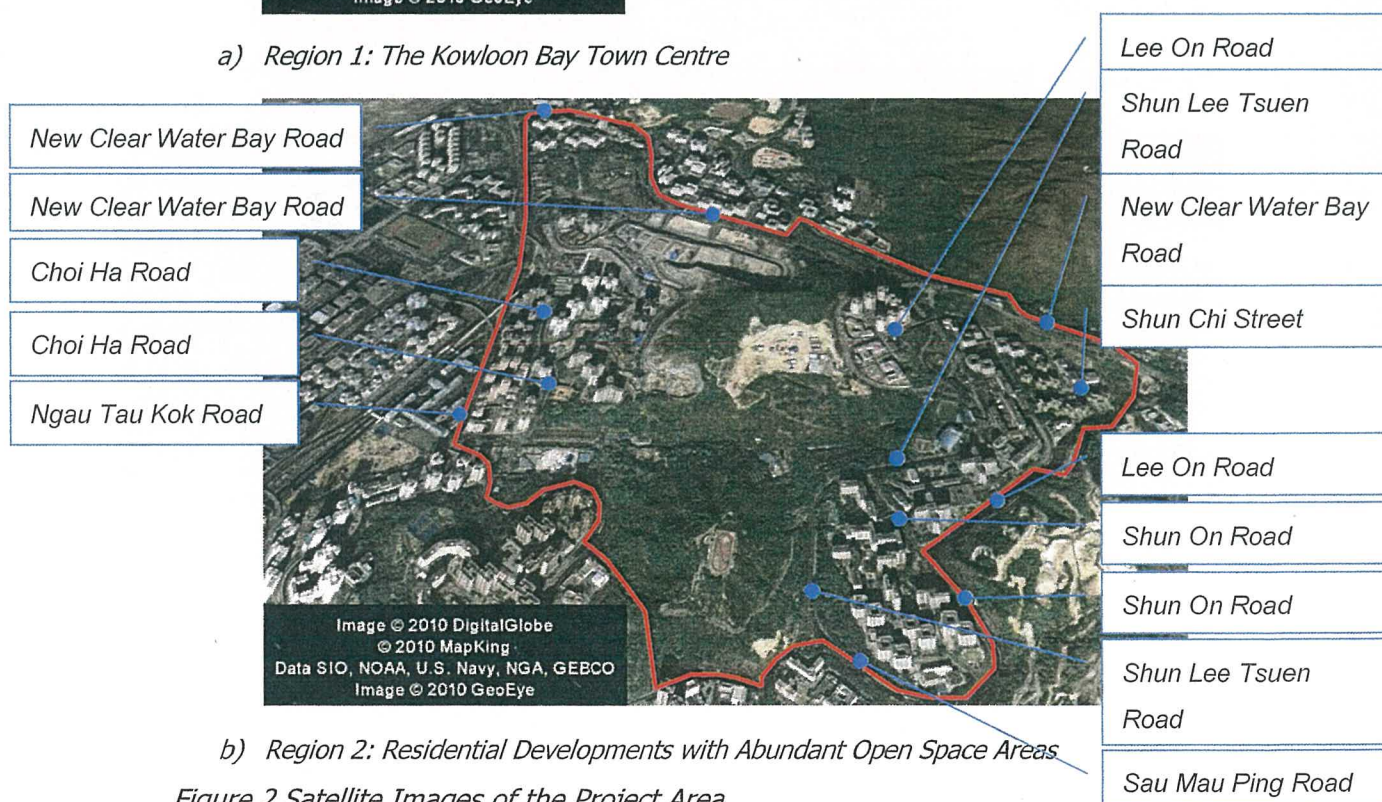 Image © 2010 GeoEye
a) Region 1: The Kowloon Bay Town Centre
New Clear Water Bay Road
New Clear Water Bay Road
Choi Ha Road
Choi Ha Road
Ngau Tau Kok Road
Lee On Road
Shun Lee Tsuen
Road
New Clear Water Bay
Road
Shun Chi Street
Lee On Road
Shun On Road
Shun On Road
Shun Lee Tsuen
Road
Sau Mau Ping Road
Image © 2010 DigitalGlobe
© 2010 MapKing
Data SIO, NOAA, U.S. Navy, NGA, GEBCO
Image © 2010 GeoEye
b) Region 2: Residential Developments with Abundant Open Space Areas
Figure 2 Satellite Images of the Project Area